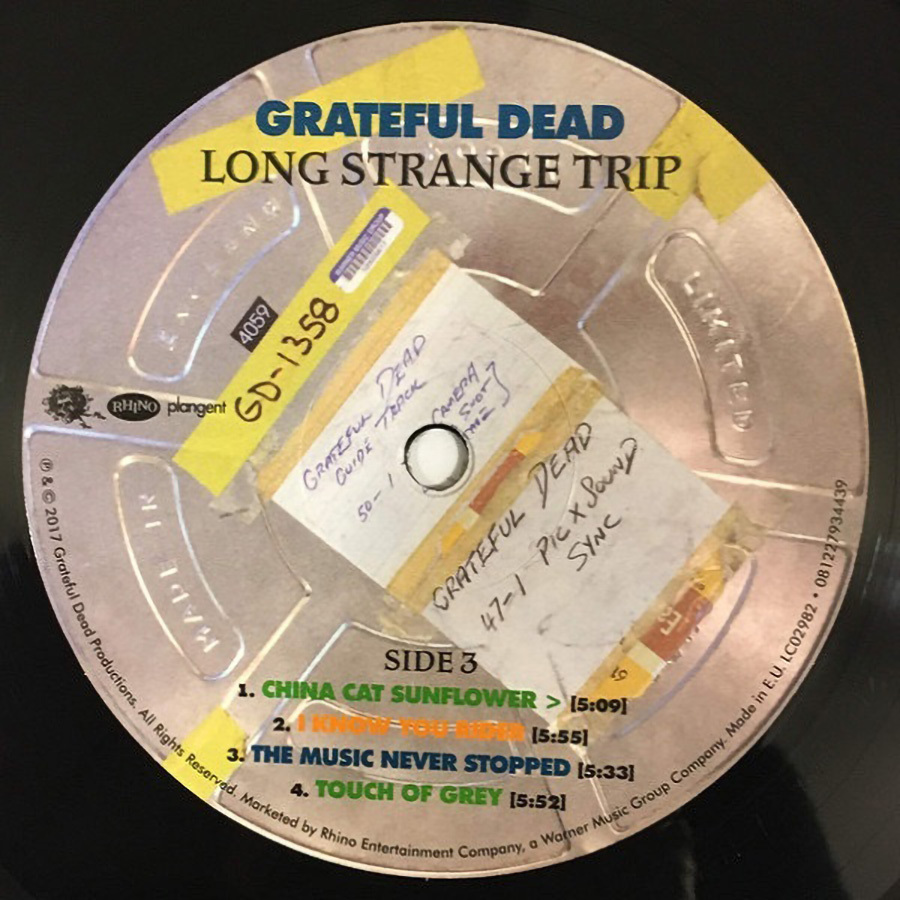 GRATEFUL DEAD
LONG STRANGE TRIP
LIMITED
4059
GD-1358
RHINO plangent
GRATEFUL DEAD
GUIDE TRACK
50-1 CAMERA
SHOT
GRATEFUL DEAD
47-1 PIC X SOUND
SYNC
MADE IN
SIDE 3
1. CHINA CAT SUNFLOWER > [5:09]
2. I KNOW YOU RIDER [5:55]
3. THE MUSIC NEVER STOPPED [5:33]
4. TOUCH OF GREY [5:52]
℗ & © 2017 Grateful Dead Productions. All Rights Reserved. Marketed by Rhino Entertainment Company, a Warner Music Group Company. Made in E.U. LC02982 • 081227934439